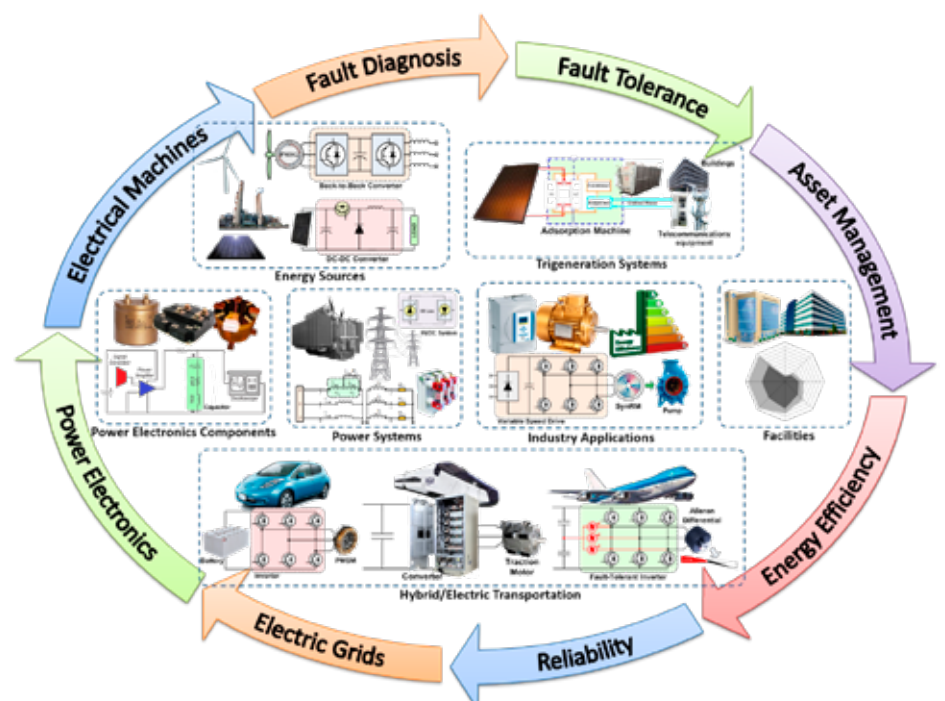 Fault Diagnosis
Fault Tolerance
Electrical Machines
Asset Management
Back-to-Back Converter
DC-DC Converter
Energy Sources
Buildings
Adsorption Machine
Telecommunications
equipment
Trigeneration Systems
Capacitor
Power Electronics Components
HVDC System
Power Systems
Variable Speed Drive
SynRM
Pump
Industry Applications
Facilities
Power Electronics
Energy Efficiency
Battery
Inverter
PMSM
Converter
Traction
Motor
Aileron
Differential
Fault-Tolerant Inverter
Hybrid/Electric Transportation
Electric Grids
Reliability